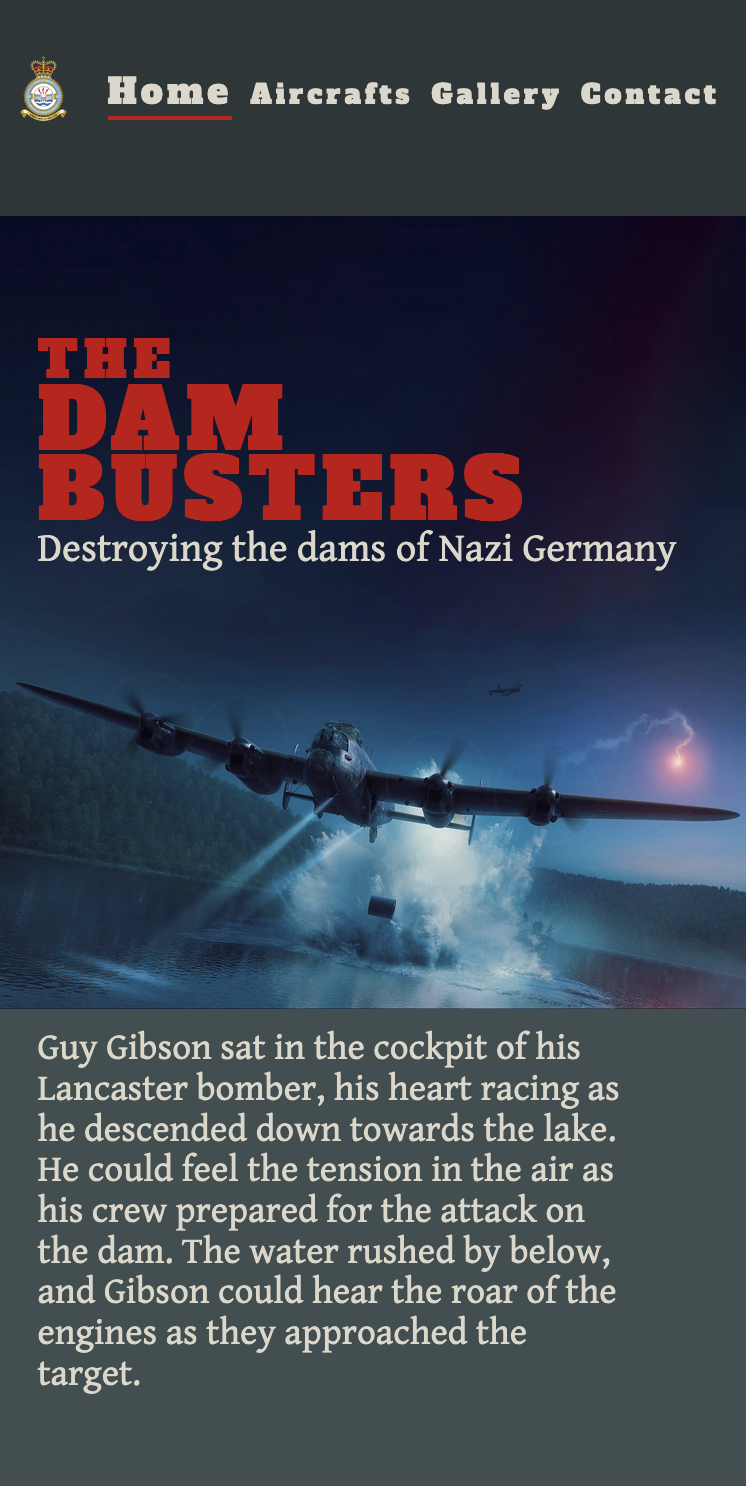 Home Aircrafts Gallery Contact
THE
DAM
BUSTERS
Destroying the dams of Nazi Germany
Guy Gibson sat in the cockpit of his
Lancaster bomber, his heart racing as
he descended down towards the lake.
He could feel the tension in the air as
his crew prepared for the attack on
the dam. The water rushed by below,
and Gibson could hear the roar of the
engines as they approached the
target.